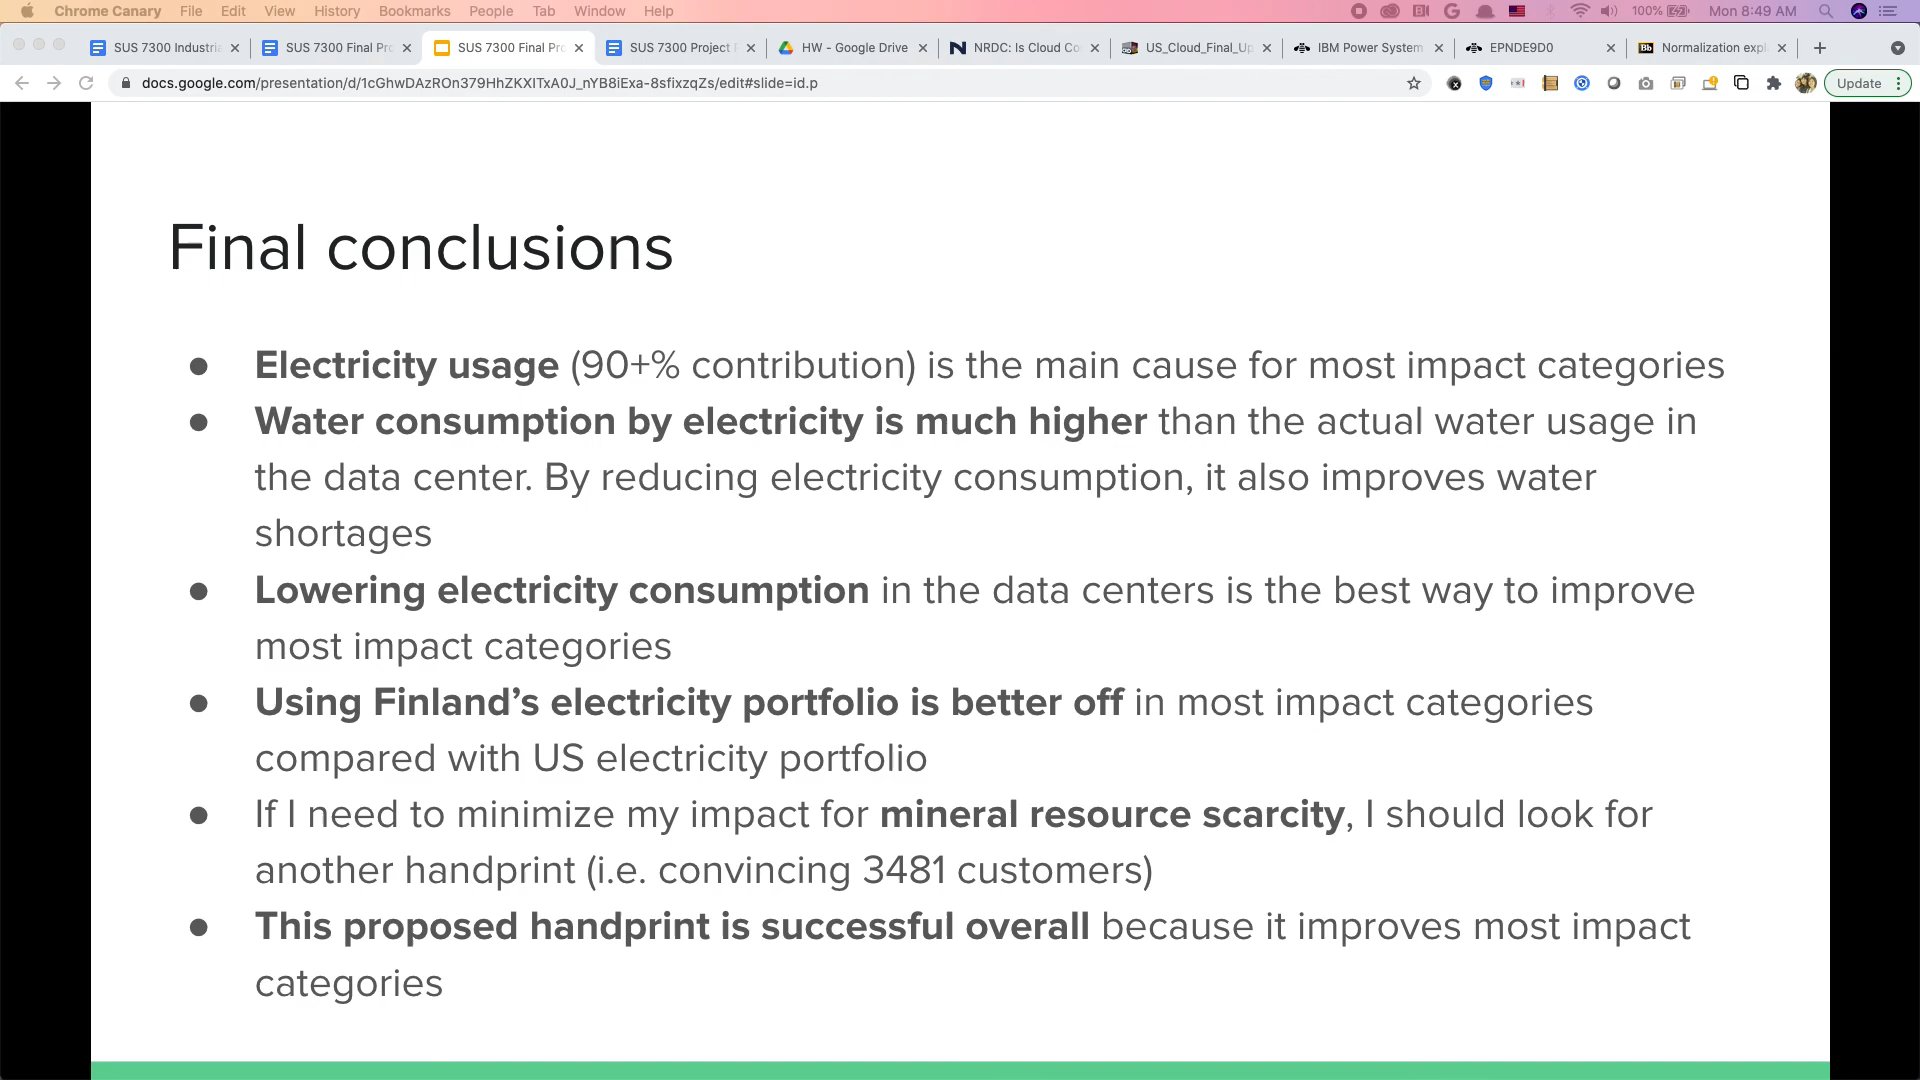 Chrome Canary File Edit View History Bookmarks People Tab Window Help 100% Mon 8:49 AM
SUS 7300 Industria SUS 7300 Final Pro SUS 7300 Final Pro SUS 7300 Project HW - Google Drive NRDC: Is Cloud Co US_Cloud_Final_Up IBM Power System EPNDE9D0 Bb Normalization expl
docs.google.com/presentation/d/1cGhwDAzROn379HhZKXITxA0J_nYB8iExa-8sfixzqZs/edit#slide=id.p Update
Final conclusions
● Electricity usage (90+% contribution) is the main cause for most impact categories
● Water consumption by electricity is much higher than the actual water usage in
the data center. By reducing electricity consumption, it also improves water
shortages
● Lowering electricity consumption in the data centers is the best way to improve
most impact categories
● Using Finland’s electricity portfolio is better off in most impact categories
compared with US electricity portfolio
● If I need to minimize my impact for mineral resource scarcity, I should look for
another handprint (i.e. convincing 3481 customers)
● This proposed handprint is successful overall because it improves most impact
categories